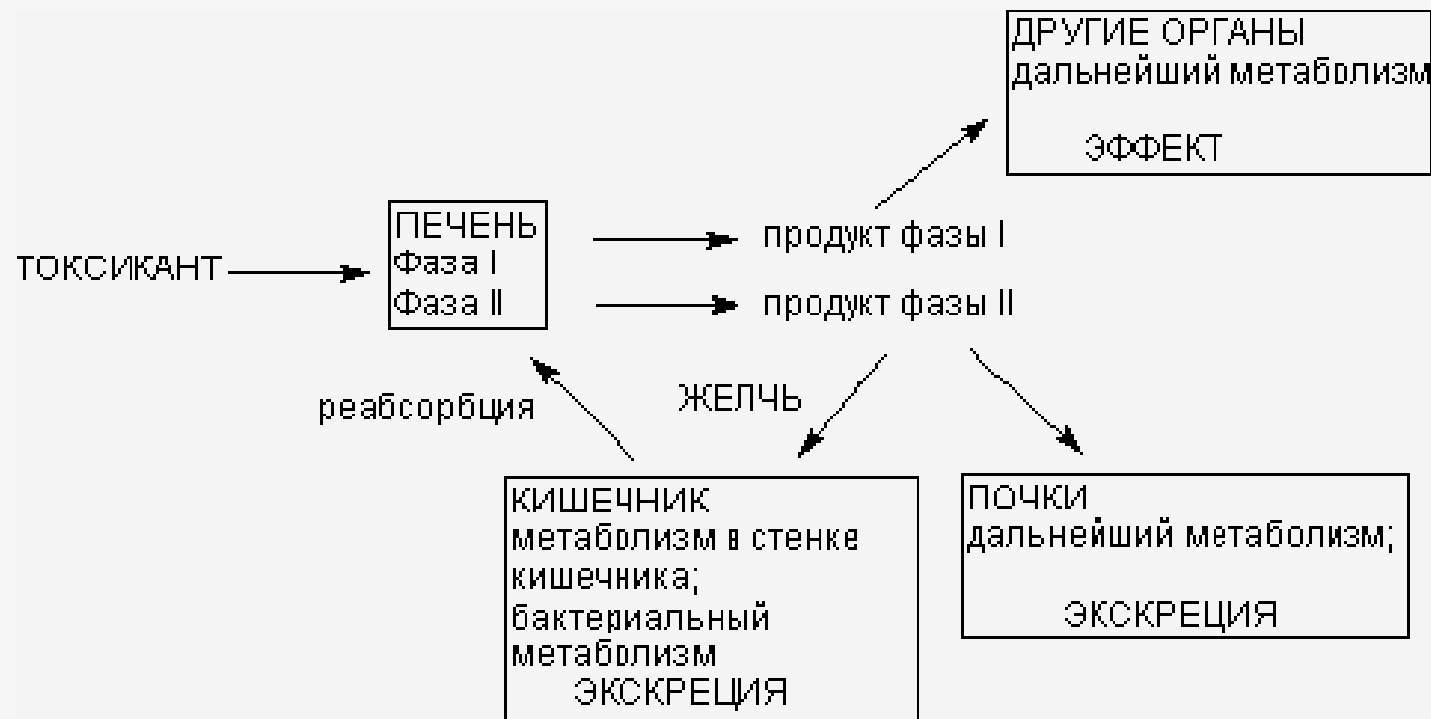 ДРУГИЕ ОРГАНЫ
дальнейший метаболизм
ЭФФЕКТ
ПЕЧЕНЬ
Фаза I
Фаза II
ТОКСИКАНТ
продукт фазы I
продукт фазы II
реабсорбция
ЖЕЛЧЬ
КИШЕЧНИК
метаболизм в стенке
кишечника;
бактериальный
метаболизм
ЭКСКРЕЦИЯ
ПОЧКИ
дальнейший метаболизм;
ЭКСКРЕЦИЯ